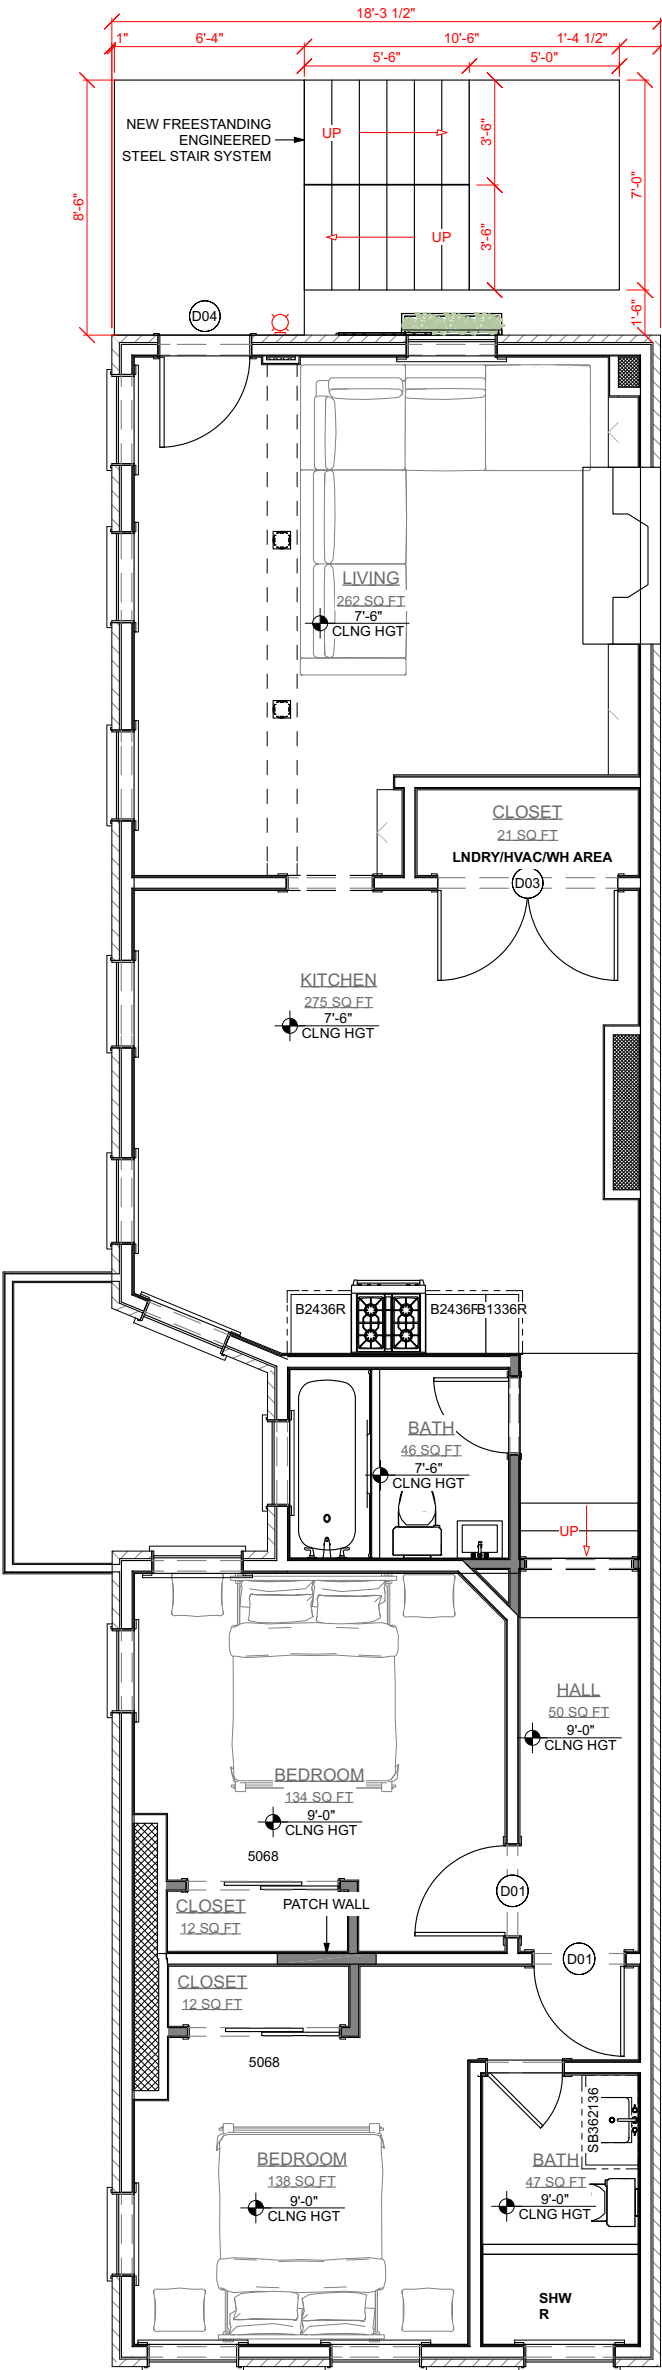 18'-3 1/2"
1"
6'-4"
10'-6"
1'-4 1/2"
5'-6"
5'-0"
NEW FREESTANDING
ENGINEERED
STEEL STAIR SYSTEM
UP
3'-6"
8'-6"
7'-0"
UP
3'-6"
1'-6"
D04
LIVING
262 SQ FT
7'-6"
CLNG HGT
CLOSET
21 SQ FT
LNDRY/HVAC/WH AREA
D03
KITCHEN
275 SQ FT
7'-6"
CLNG HGT
B2436R
B2436R
B1336R
BATH
46 SQ FT
7'-6"
CLNG HGT
UP
HALL
50 SQ FT
9'-0"
CLNG HGT
BEDROOM
134 SQ FT
9'-0"
CLNG HGT
5068
D01
CLOSET
12 SQ FT
PATCH WALL
D01
CLOSET
12 SQ FT
5068
SB362136
BEDROOM
138 SQ FT
9'-0"
CLNG HGT
BATH
47 SQ FT
9'-0"
CLNG HGT
SHW
R